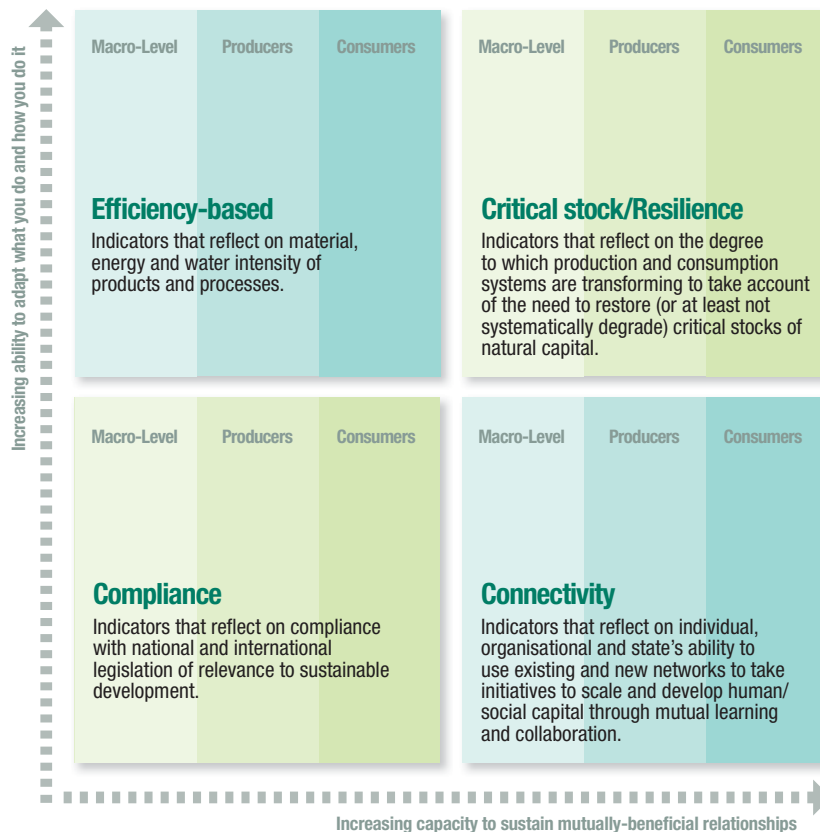 Increasing ability to adapt what you do and how you do it
Macro-Level Producers Consumers
Efficiency-based
Indicators that reflect on material,
energy and water intensity of
products and processes.
Macro-Level Producers Consumers
Critical stock/Resilience
Indicators that reflect on the degree
to which production and consumption
systems are transforming to take account
of the need to restore (or at least not
systematically degrade) critical stocks of
natural capital.
Macro-Level Producers Consumers
Compliance
Indicators that reflect on compliance
with national and international
legislation of relevance to sustainable
development.
Macro-Level Producers Consumers
Connectivity
Indicators that reflect on individual,
organisational and state’s ability to
use existing and new networks to take
initiatives to scale and develop human/
social capital through mutual learning
and collaboration.
Increasing capacity to sustain mutually-beneficial relationships